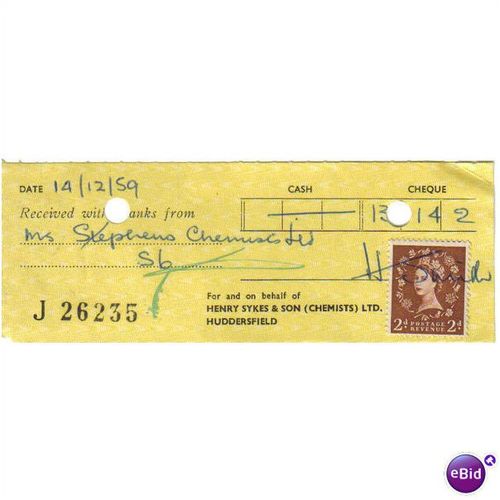 DATE 14/12/59 CASH CHEQUE
Received with thanks from 13 14 2
Ms Stephens Chemists Ltd
Sb
For and on behalf of
HENRY SYKES & SON (CHEMISTS) LTD.
HUDDERSFIELD
J 26235
2d POSTAGE REVENUE 2d
eBid